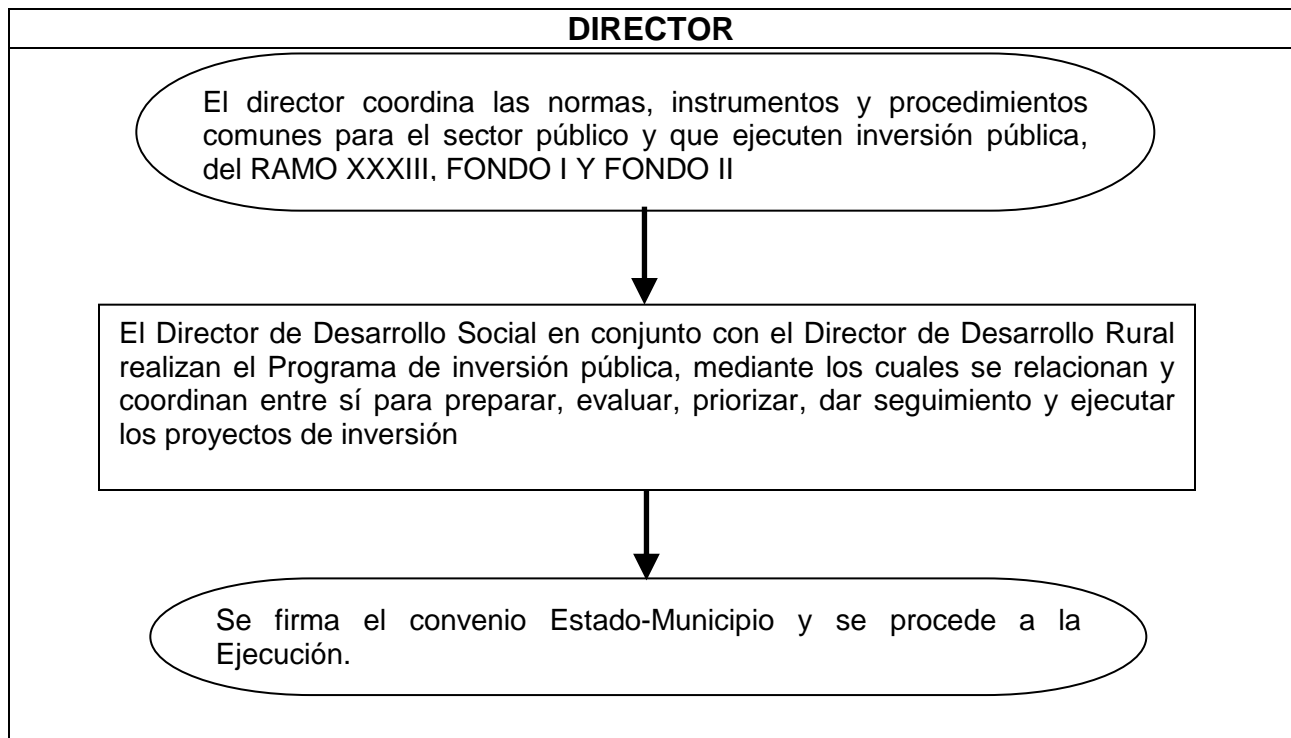 DIRECTOR
El director coordina las normas, instrumentos y procedimientos
comunes para el sector público y que ejecuten inversión pública,
del RAMO XXXIII, FONDO I Y FONDO II
El Director de Desarrollo Social en conjunto con el Director de Desarrollo Rural
realizan el Programa de inversión pública, mediante los cuales se relacionan y
coordinan entre sí para preparar, evaluar, priorizar, dar seguimiento y ejecutar
los proyectos de inversión
Se firma el convenio Estado-Municipio y se procede a la
Ejecución.